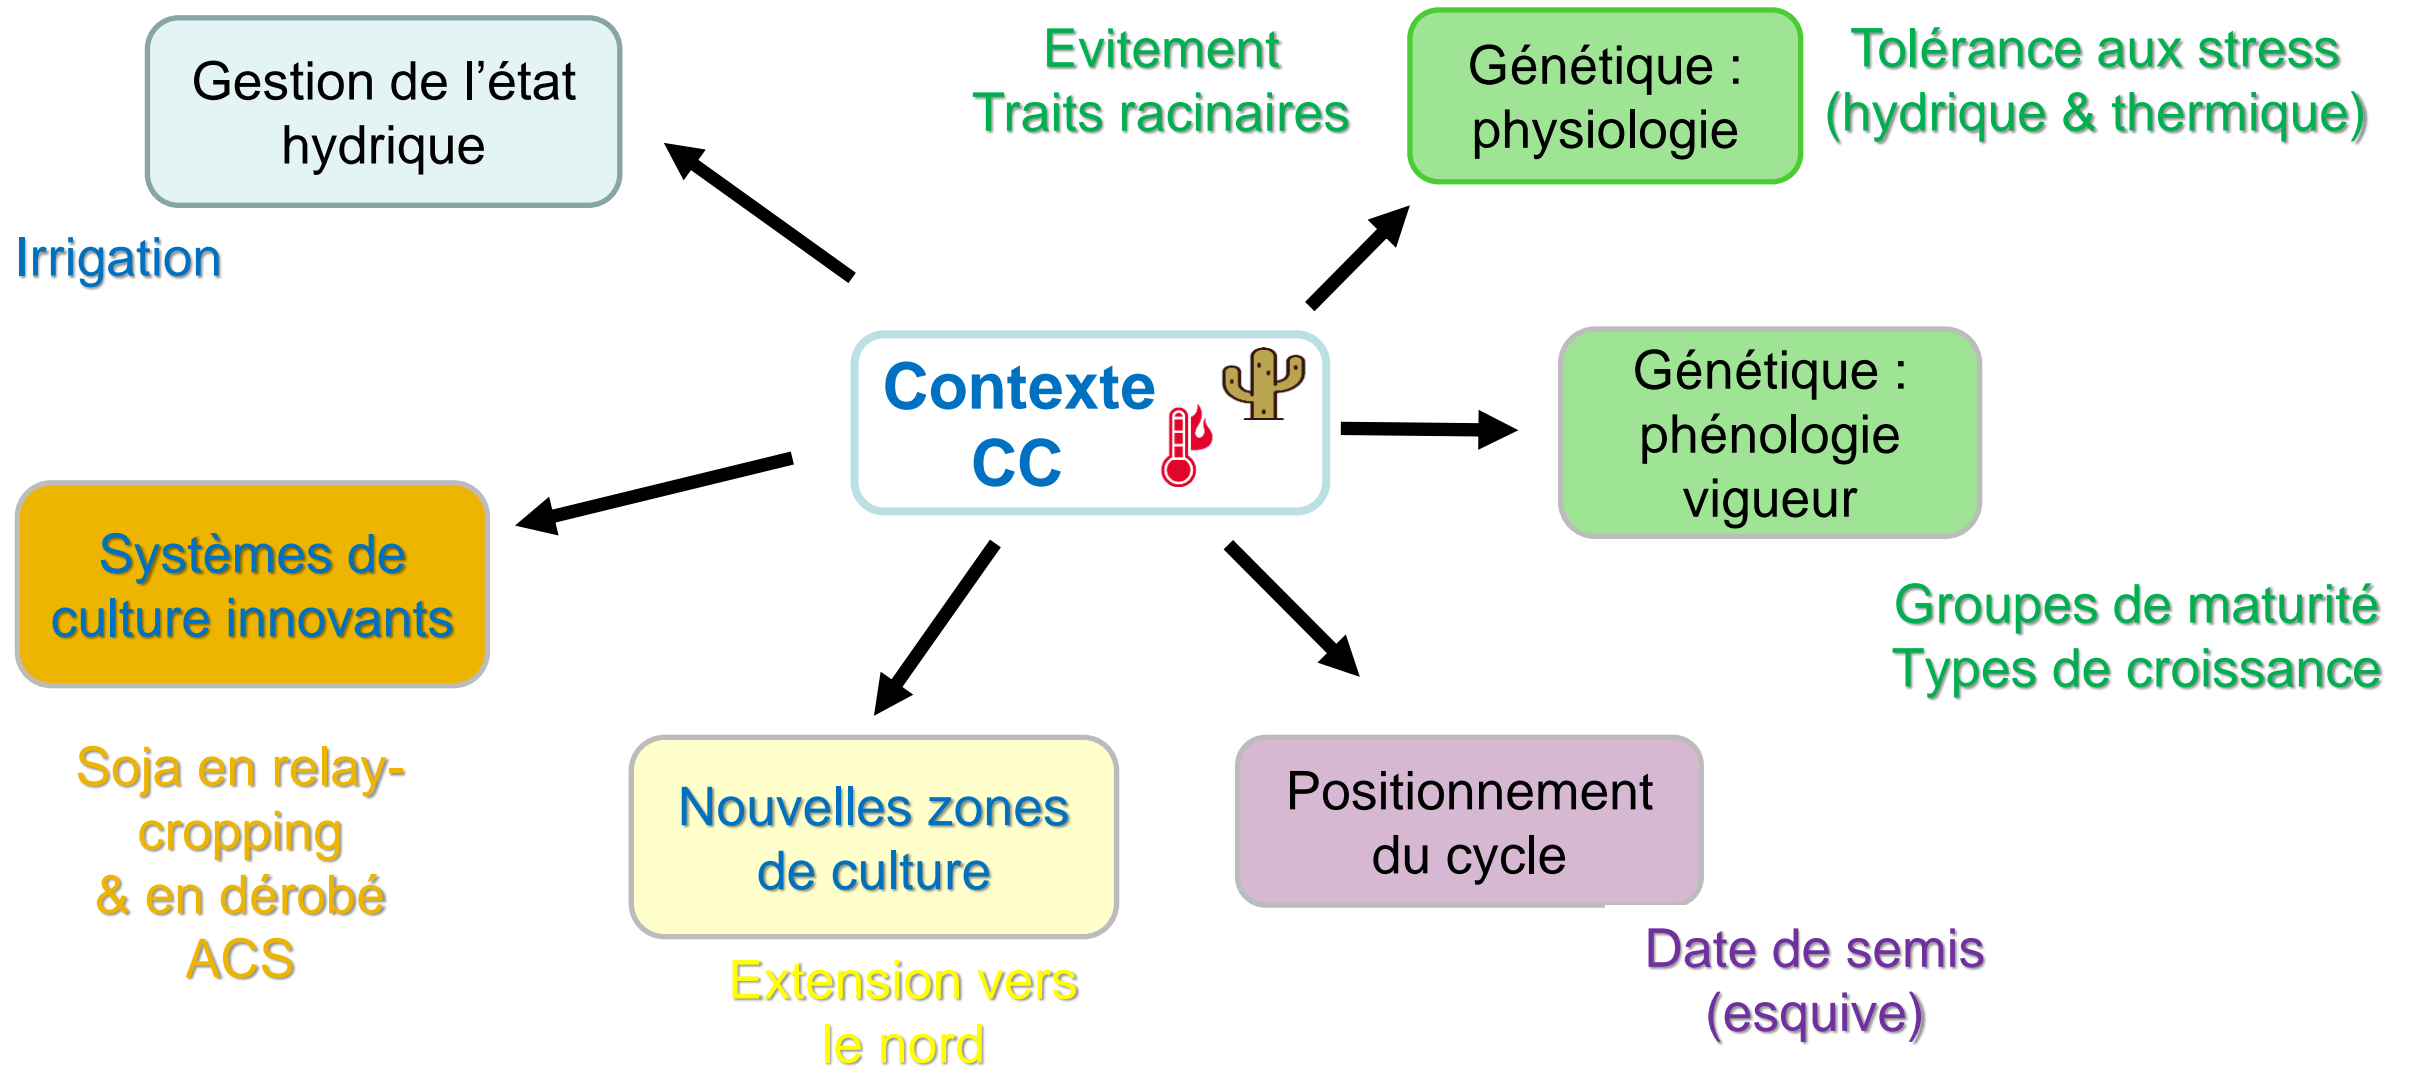 Gestion de l’état
hydrique
Irrigation
Evitement
Traits racinaires
Génétique :
physiologie
Tolérance aux stress
(hydrique & thermique)
Contexte
CC
Génétique :
phénologie
vigueur
Groupes de maturité
Types de croissance
Systèmes de
culture innovants
Soja en relay-
cropping
& en dérobé
ACS
Nouvelles zones
de culture
Extension vers
le nord
Positionnement
du cycle
Date de semis
(esquive)